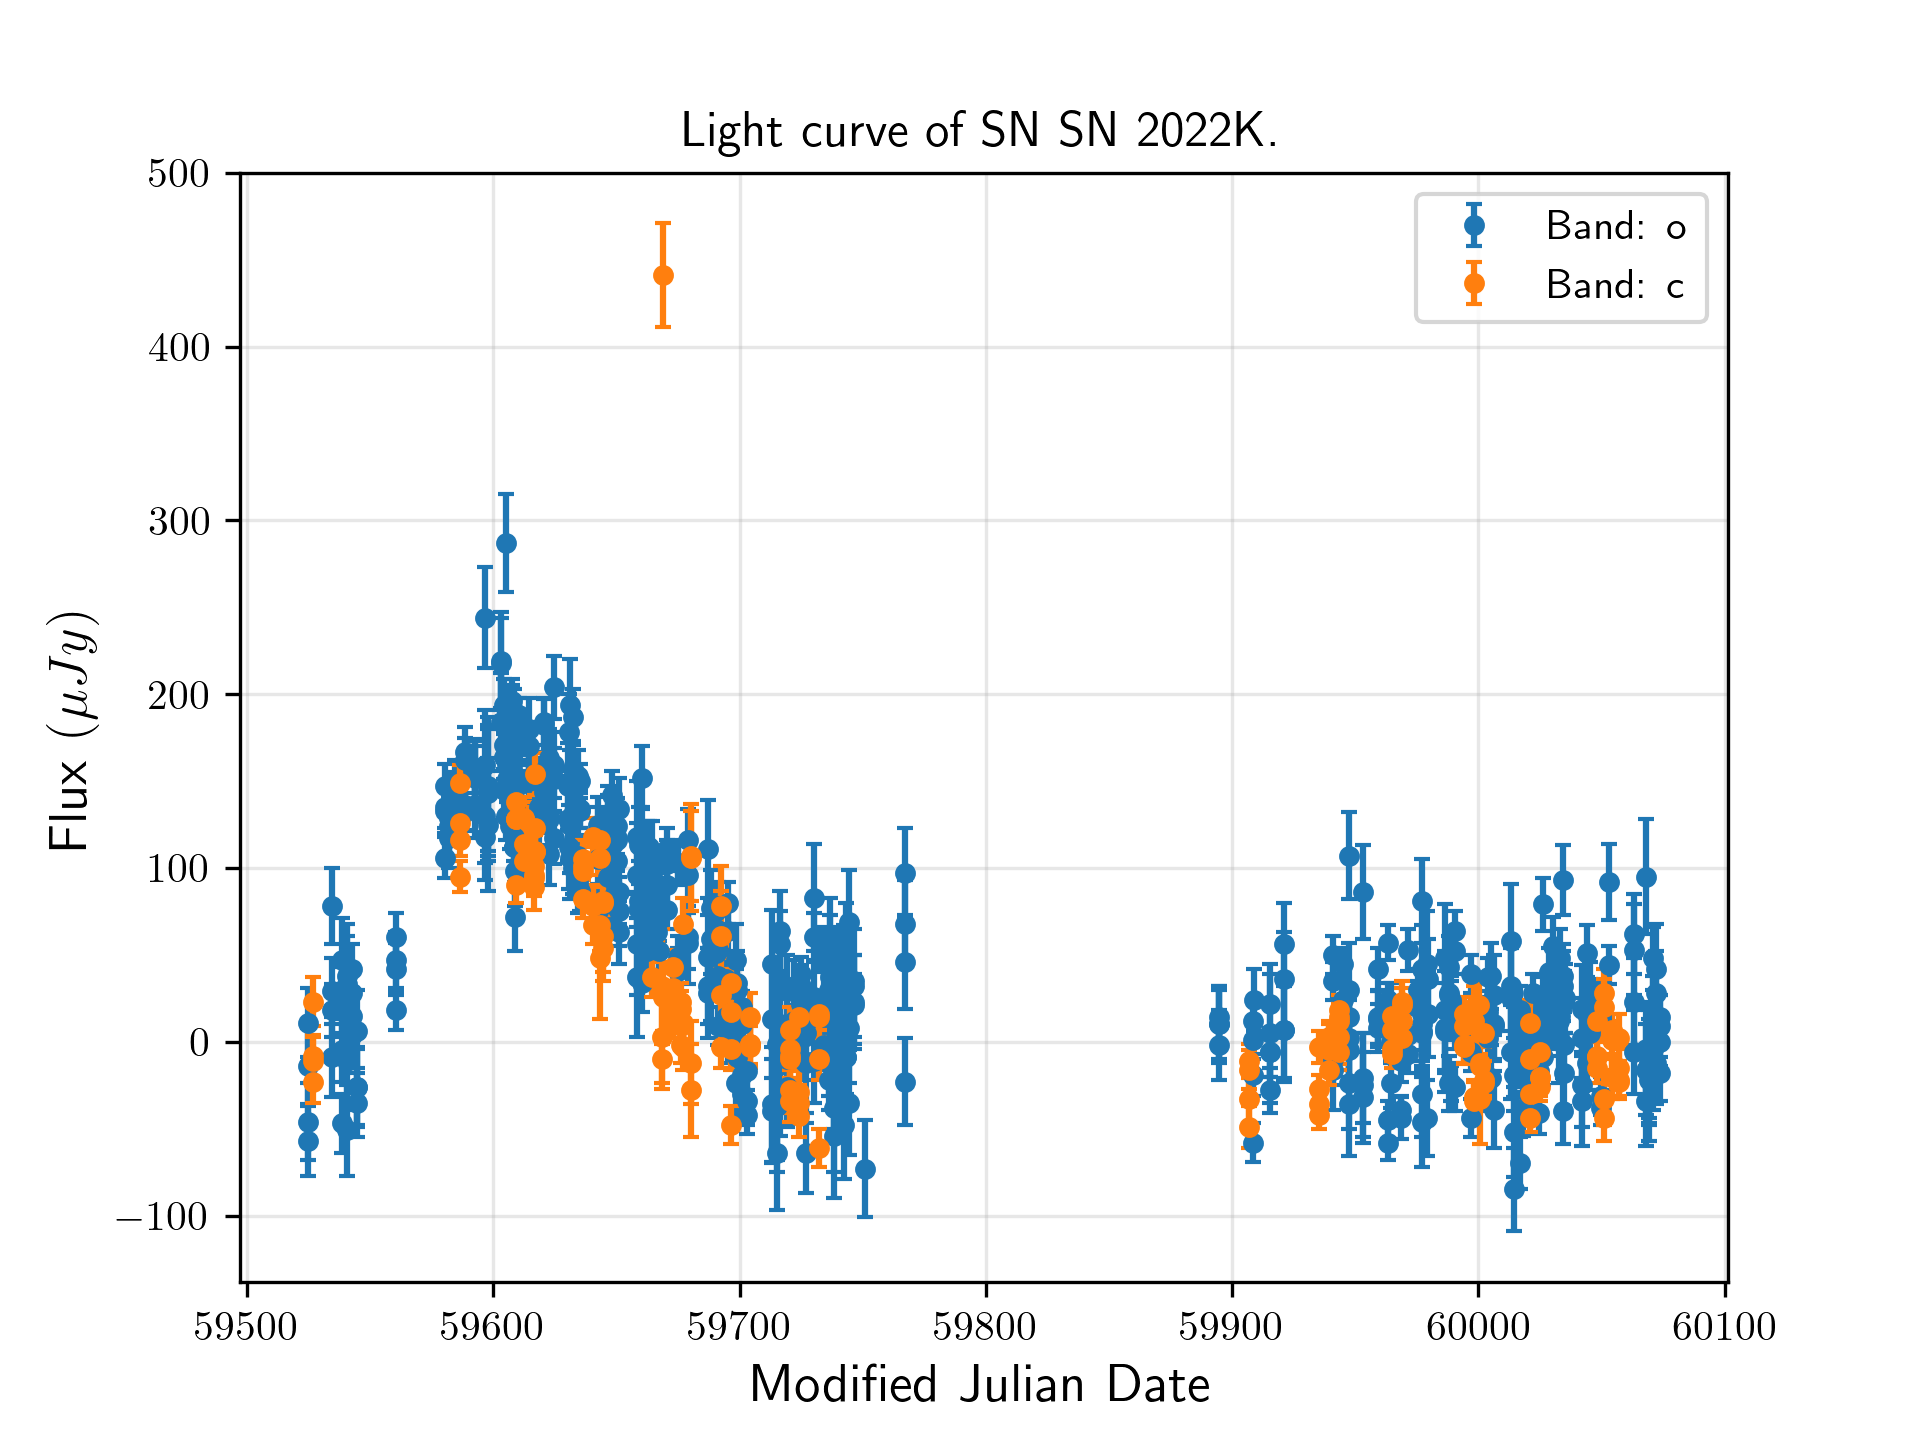 Light curve of SN SN 2022K.
500
400
300
200
100
0
−100
Flux (μJy)
Band: o
Band: c
59500 59600 59700 59800 59900 60000 60100
Modified Julian Date